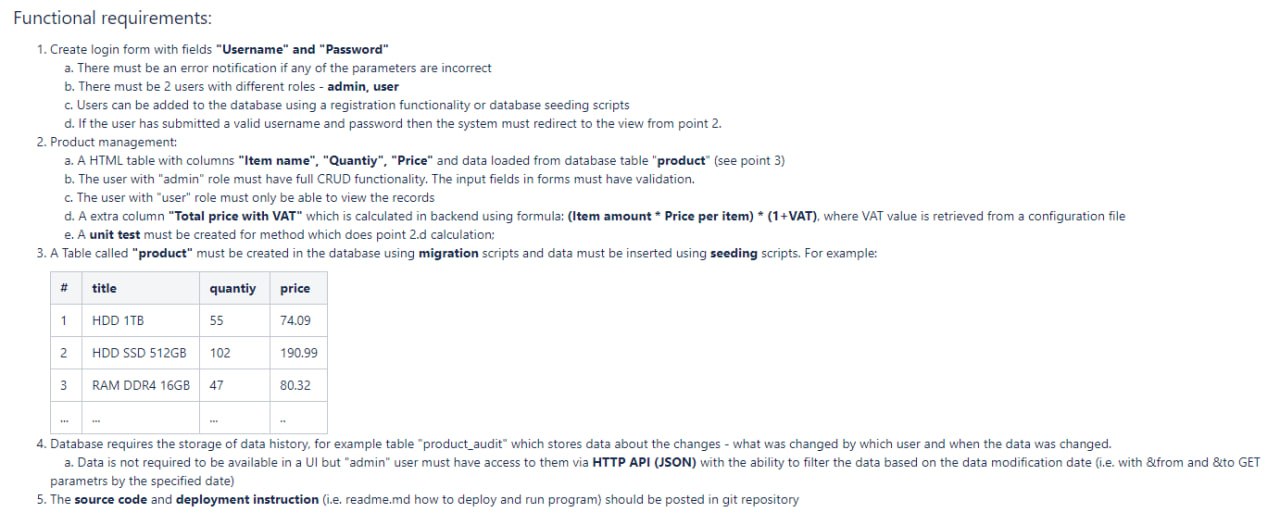 Functional requirements:
1. Create login form with fields "Username" and "Password"
a. There must be an error notification if any of the parameters are incorrect
b. There must be 2 users with different roles - admin, user
c. Users can be added to the database using a registration functionality or database seeding scripts
d. If the user has submitted a valid username and password then the system must redirect to the view from point 2.
2. Product management:
a. A HTML table with columns "Item name", "Quantiy", "Price" and data loaded from database table "product" (see point 3)
b. The user with "admin" role must have full CRUD functionality. The input fields in forms must have validation.
c. The user with "user" role must only be able to view the records
d. A extra column "Total price with VAT" which is calculated in backend using formula: (Item amount * Price per item) * (1+VAT), where VAT value is retrieved from a configuration file
e. A unit test must be created for method which does point 2.d calculation;
3. A Table called "product" must be created in the database using migration scripts and data must be inserted using seeding scripts. For example:
# title quantiy price
1 HDD 1TB 55 74.09
2 HDD SSD 512GB 102 190.99
3 RAM DDR4 16GB 47 80.32
... ... ... ..
4. Database requires the storage of data history, for example table "product_audit" which stores data about the changes - what was changed by which user and when the data was changed.
a. Data is not required to be available in a UI but "admin" user must have access to them via HTTP API (JSON) with the ability to filter the data based on the data modification date (i.e. with &from and &to GET
parametrs by the specified date)
5. The source code and deployment instruction (i.e. readme.md how to deploy and run program) should be posted in git repository